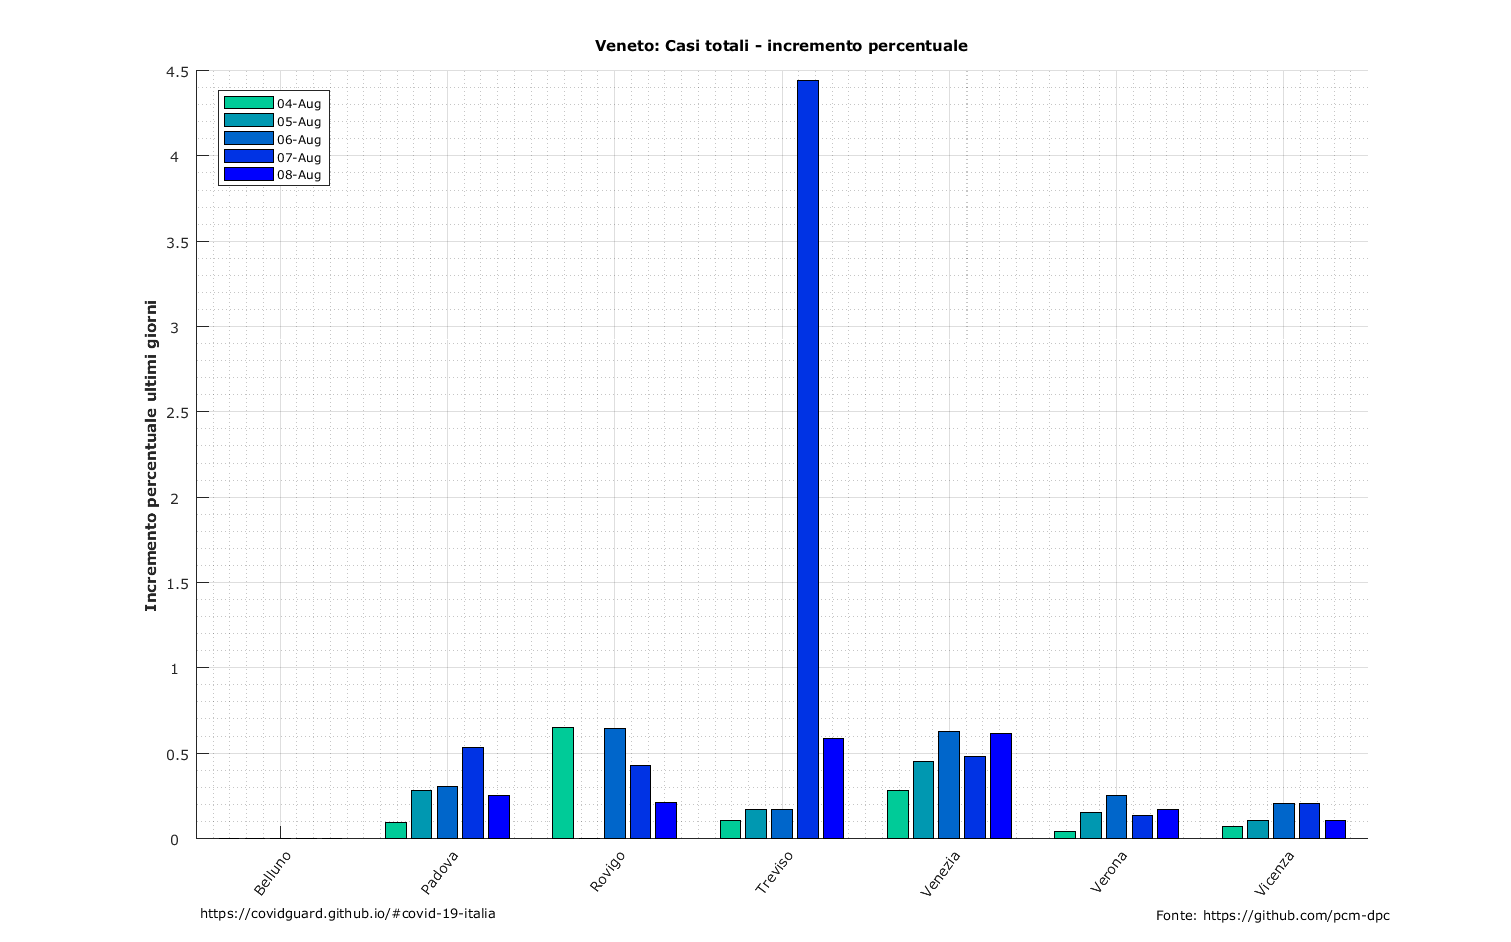 Veneto: Casi totali - incremento percentuale
4.5
4
3.5
3
2.5
2
1.5
1
0.5
0
Incremento percentuale ultimi giorni
04-Aug
05-Aug
06-Aug
07-Aug
08-Aug
Belluno
Padova
Rovigo
Treviso
Venezia
Verona
Vicenza
https://covidguard.github.io/#covid-19-italia
Fonte: https://github.com/pcm-dpc